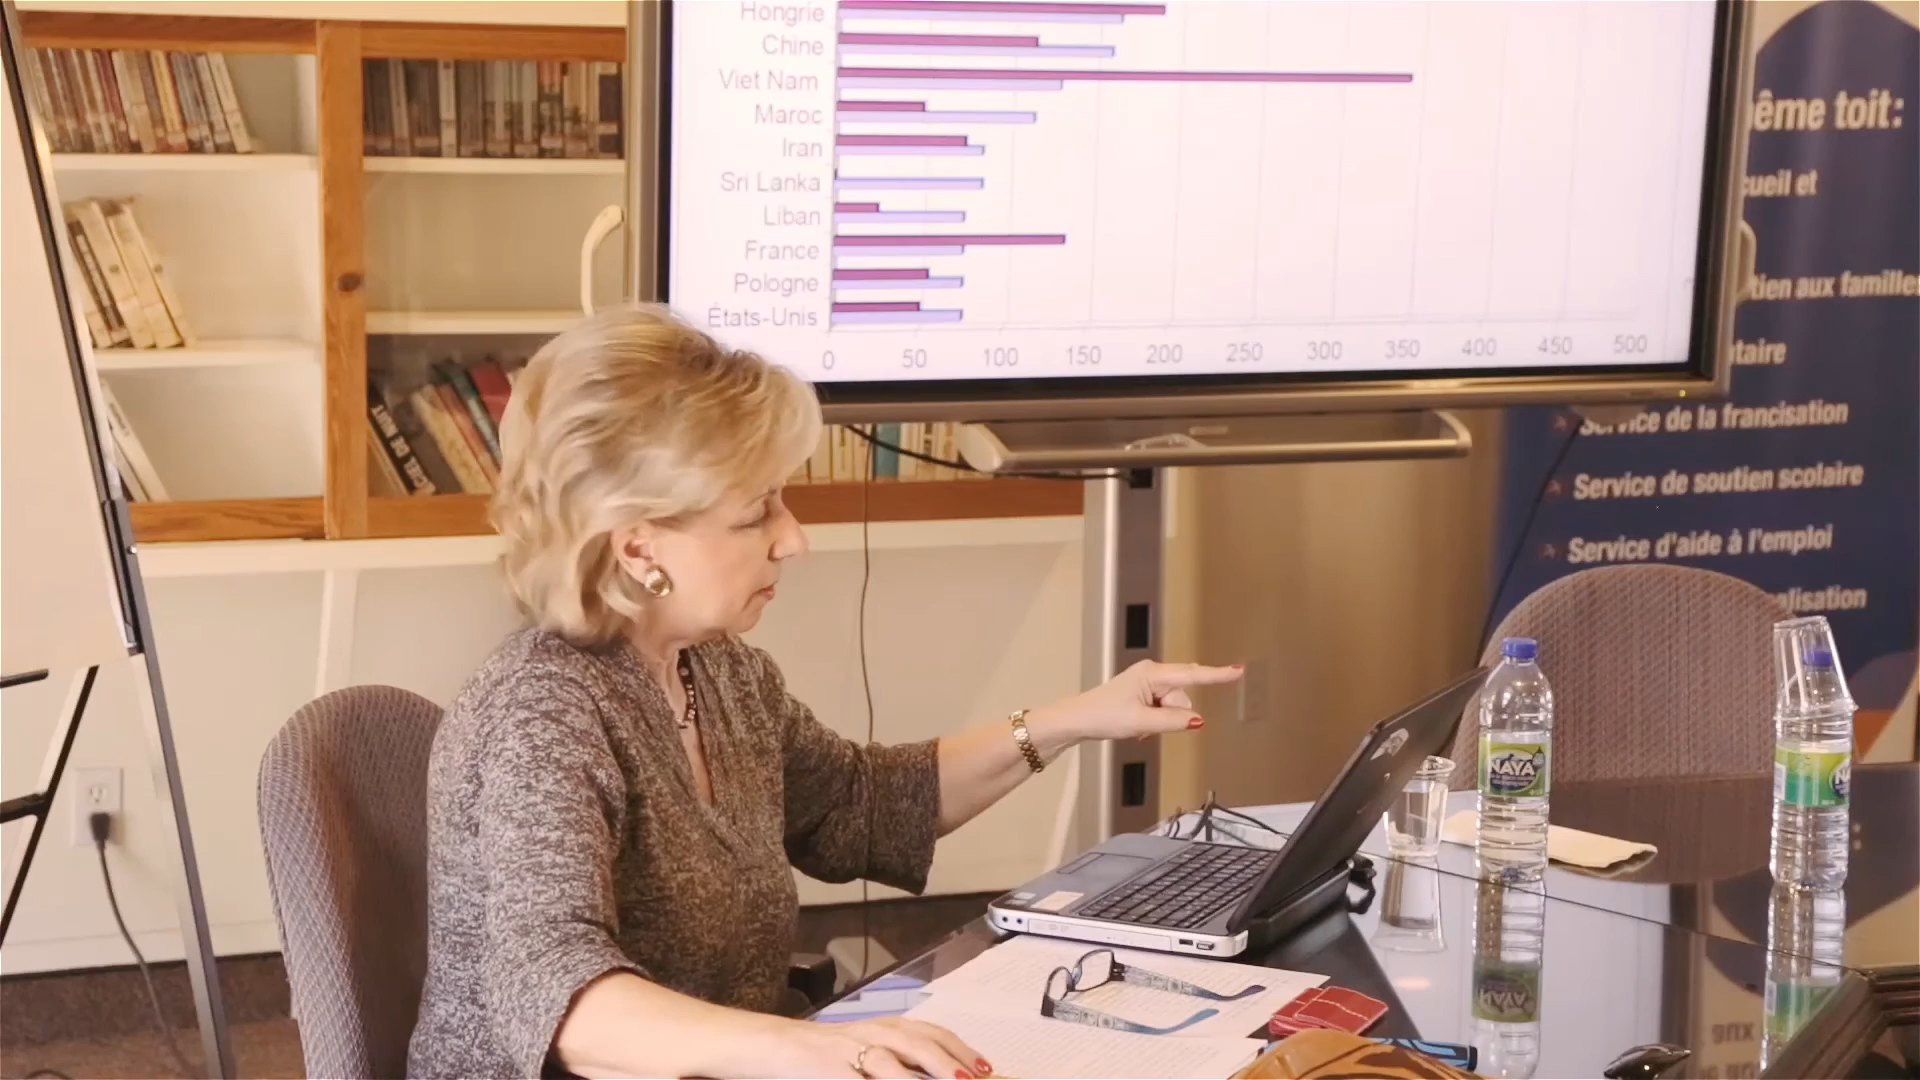 Hongrie
Chine
Viet Nam
Maroc
Iran
Sri Lanka
Liban
France
Pologne
États-Unis
0 50 100 150 200 250 300 350 400 450 500
ême toit:
cueil et
tien aux familles
taire
Service de la francisation
Service de soutien scolaire
Service d'aide à l'emploi
alisation
NAYA
NA